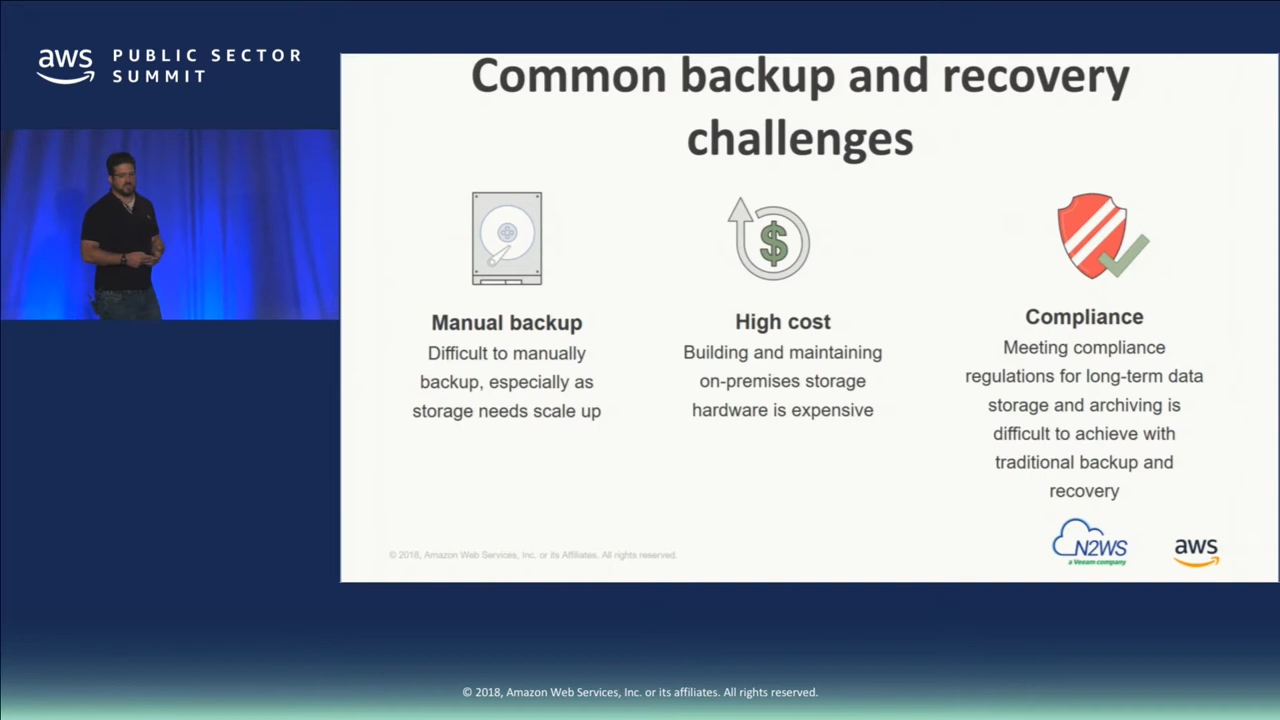 aws PUBLIC SECTOR
SUMMIT
Common backup and recovery
challenges
Manual backup
Difficult to manually
backup, especially as
storage needs scale up
High cost
Building and maintaining
on-premises storage
hardware is expensive
Compliance
Meeting compliance
regulations for long-term data
storage and archiving is
difficult to achieve with
traditional backup and
recovery
$
© 2018, Amazon Web Services, Inc. or its Affiliates. All rights reserved.
N2WS
a Veeam company
aws
© 2018, Amazon Web Services, Inc. or its affiliates. All rights reserved.